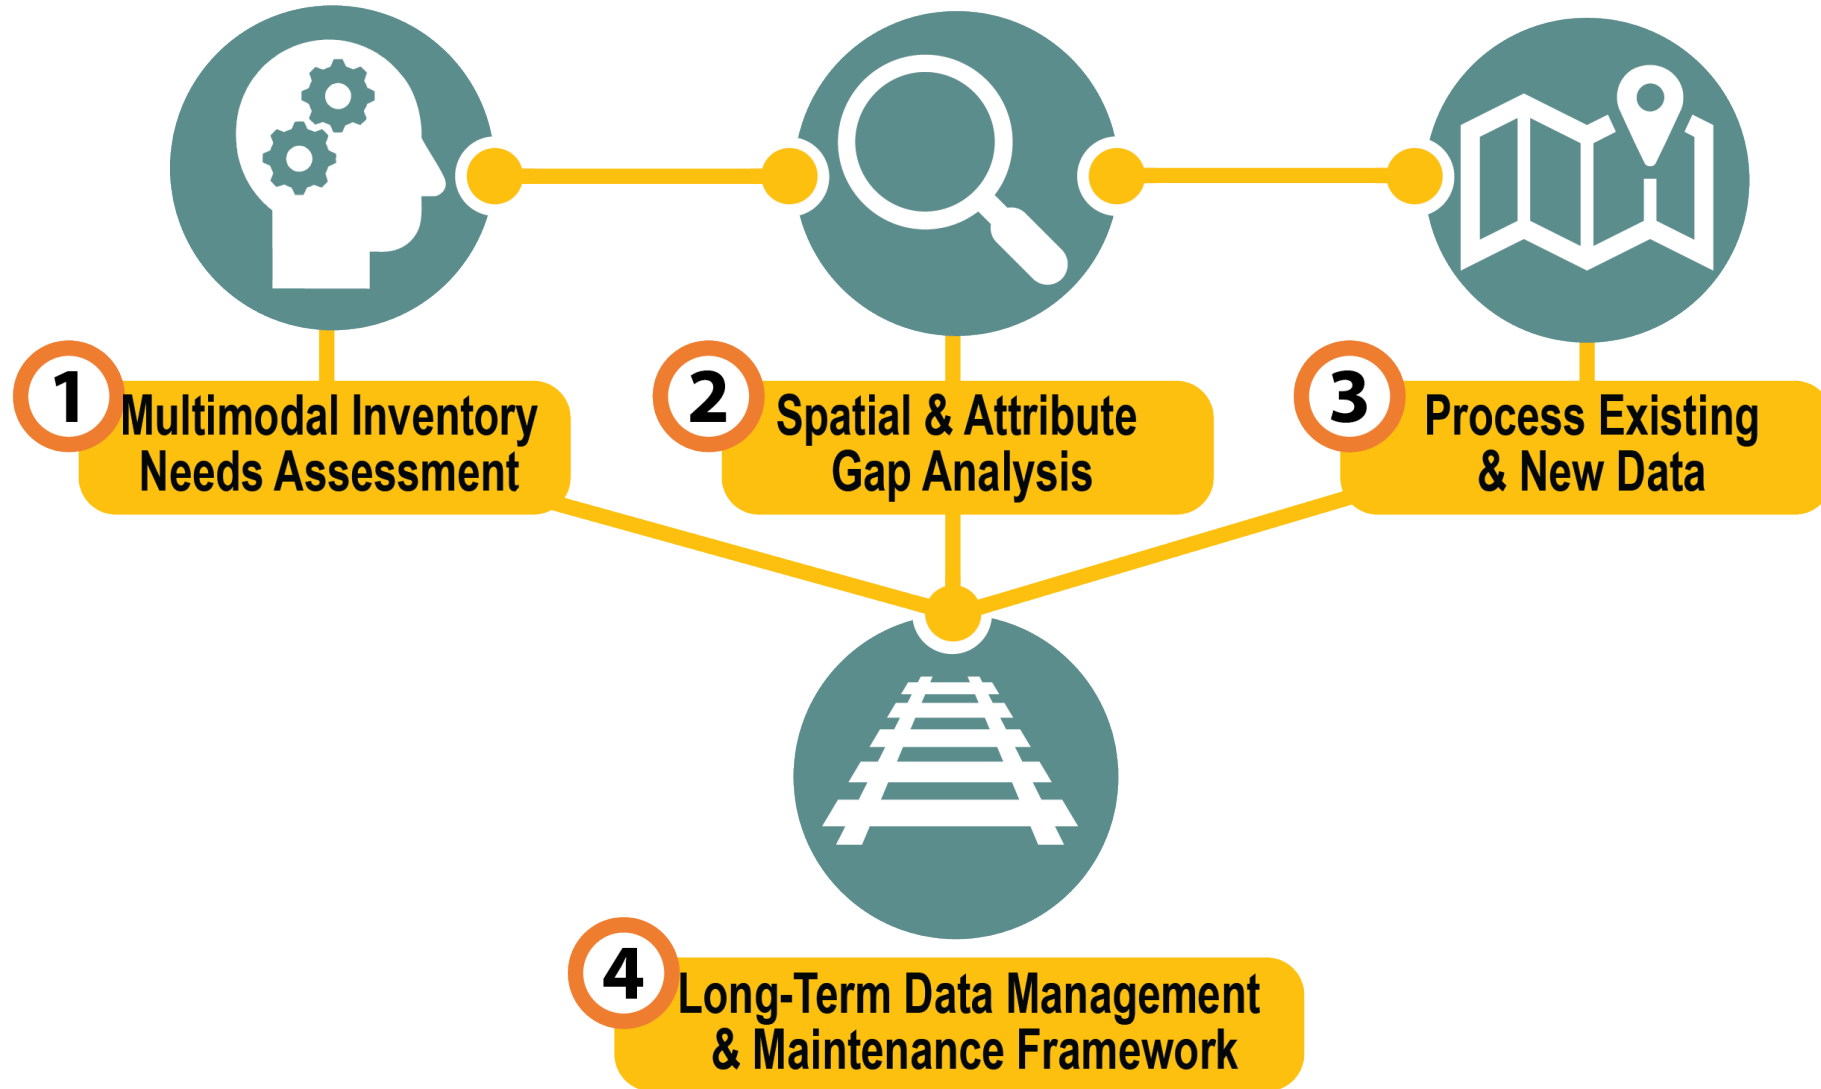 1
Multimodal Inventory
Needs Assessment
2
Spatial & Attribute
Gap Analysis
3
Process Existing
& New Data
4
Long-Term Data Management
& Maintenance Framework